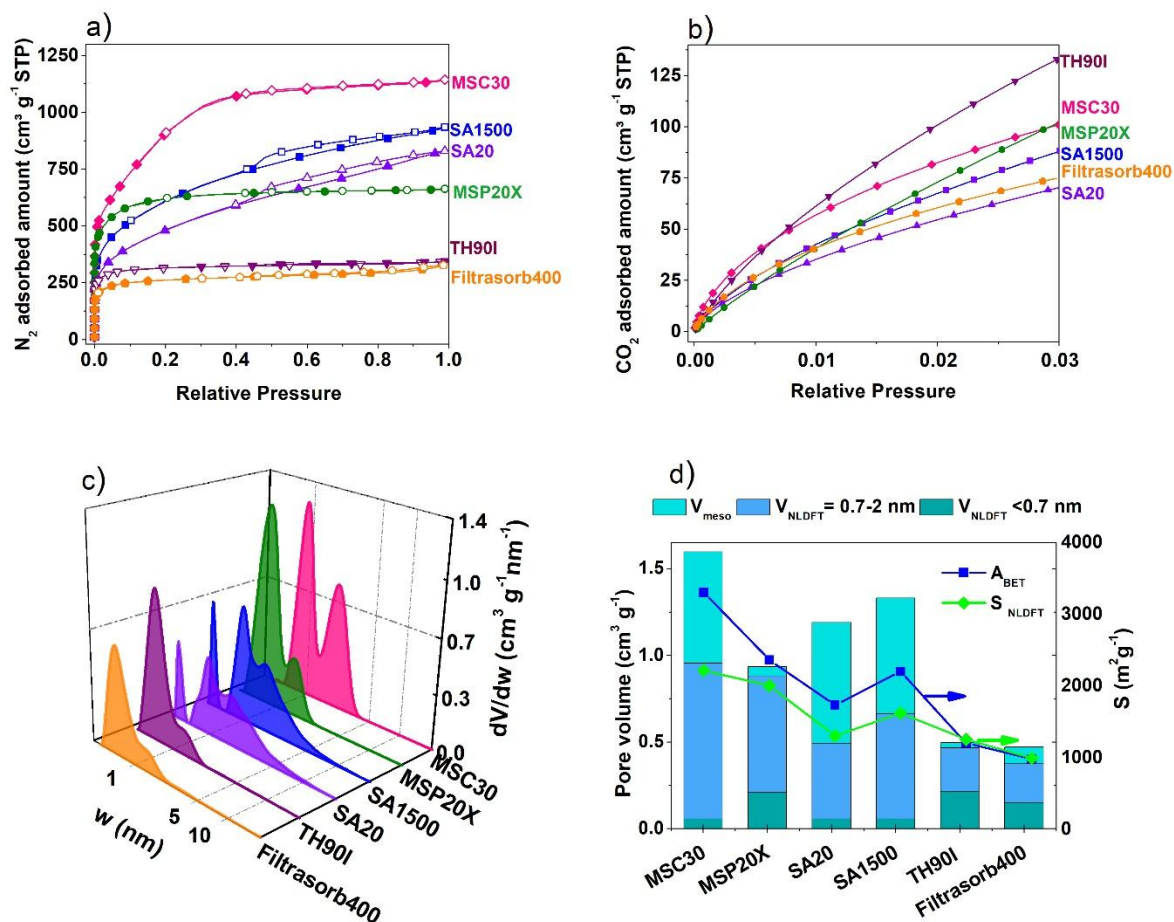 a)
N₂ adsorbed amount (cm³ g⁻¹ STP)
1250
1000
750
500
250
0
0.0 0.2 0.4 0.6 0.8 1.0
Relative Pressure
MSC30
SA1500
SA20
MSP20X
TH90I
Filtrasorb400
b)
CO₂ adsorbed amount (cm³ g⁻¹ STP)
125
100
75
50
25
0
0.00 0.01 0.02 0.03
Relative Pressure
TH90I
MSC30
MSP20X
SA1500
Filtrasorb400
SA20
c)
1.4
1.0
0.7
0.3
0.0
dV/dw (cm³ g⁻¹ nm⁻¹)
1
5
10
w (nm)
MSC30
MSP20X
SA1500
SA20
TH90I
Filtrasorb400
d)
V_meso V_NLDFT = 0.7-2 nm V_NLDFT <0.7 nm
Pore volume (cm³ g⁻¹)
1.5
1.0
0.5
0.0
A_BET
S_NLDFT
4000
3000
2000
1000
0
S (m² g⁻¹)
MSC30
MSP20X
SA20
SA1500
TH90I
Filtrasorb400